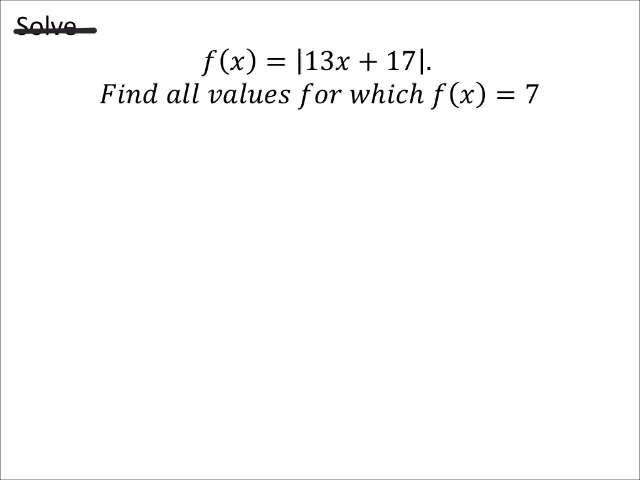 Solve
f(x) = |13x + 17|.
Find all values for which f(x) = 7